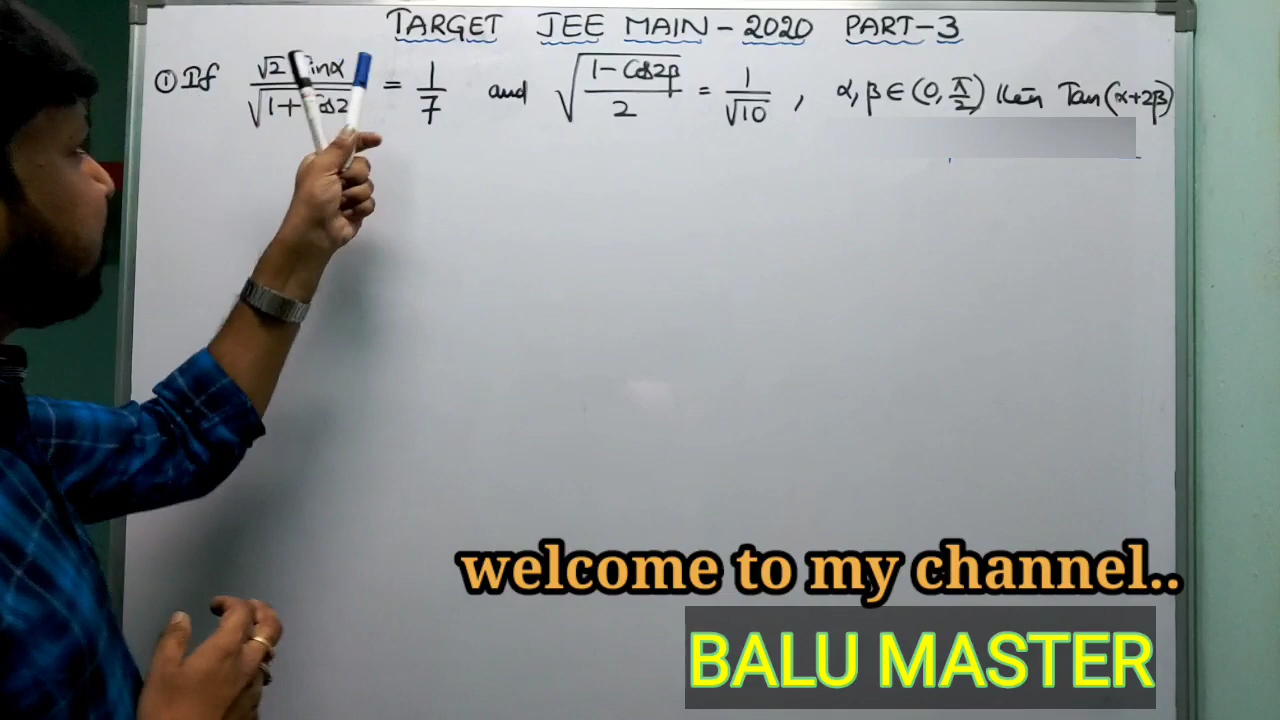 TARGET JEE MAIN - 2020 PART-3
① If √2 Sinα / √1+Cos2 = 1/7 and √(1-Cos2β / 2) = 1/√10 , α, β ∈ (0, π/2) then Tan(α+2β)
welcome to my channel..
BALU MASTER